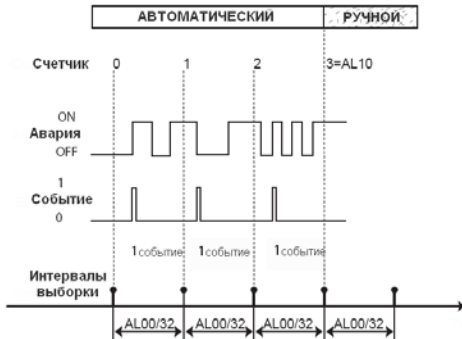 АВТОМАТИЧЕСКИЙ РУЧНОЙ
Счетчик 0 1 2 3=AL10
ON
Авария
OFF
1
Событие
0
1событие 1событие 1событие
Интервалы
выборки
AL00/32 AL00/32 AL00/32 AL00/32